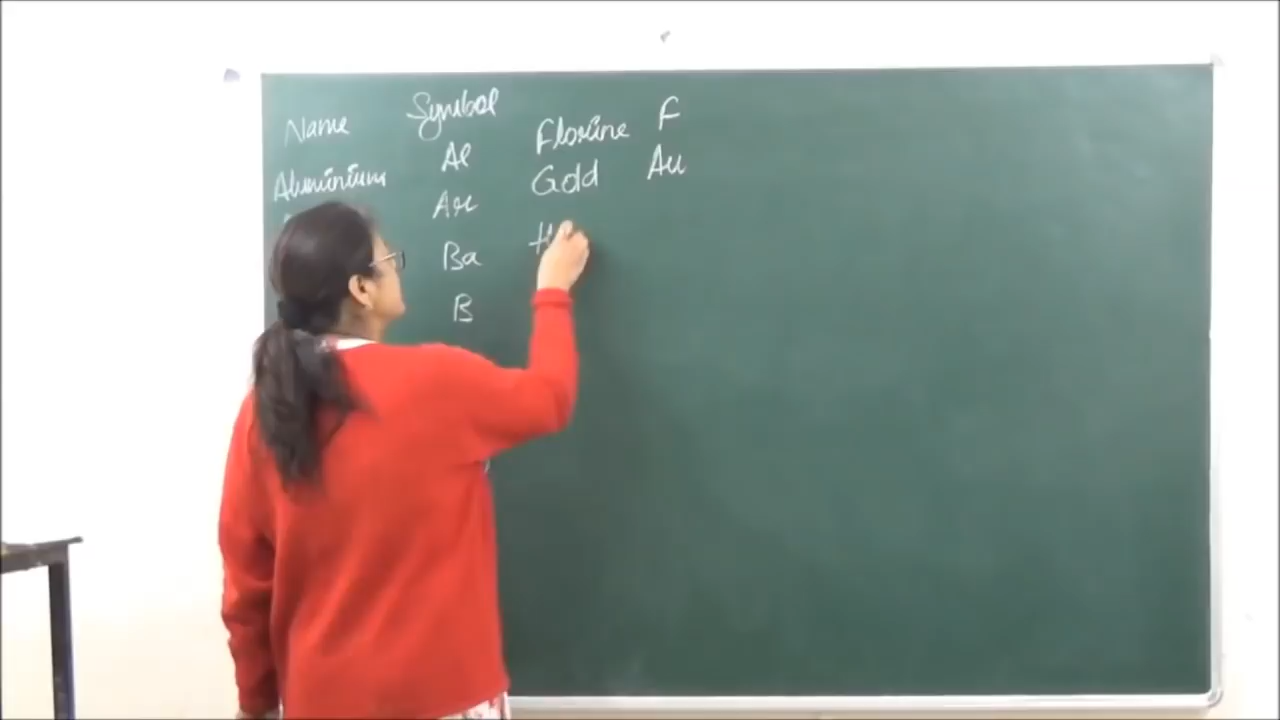 Name Symbol
Aluminium Al
Ar
Ba
B
Florine F
Gold Au
H